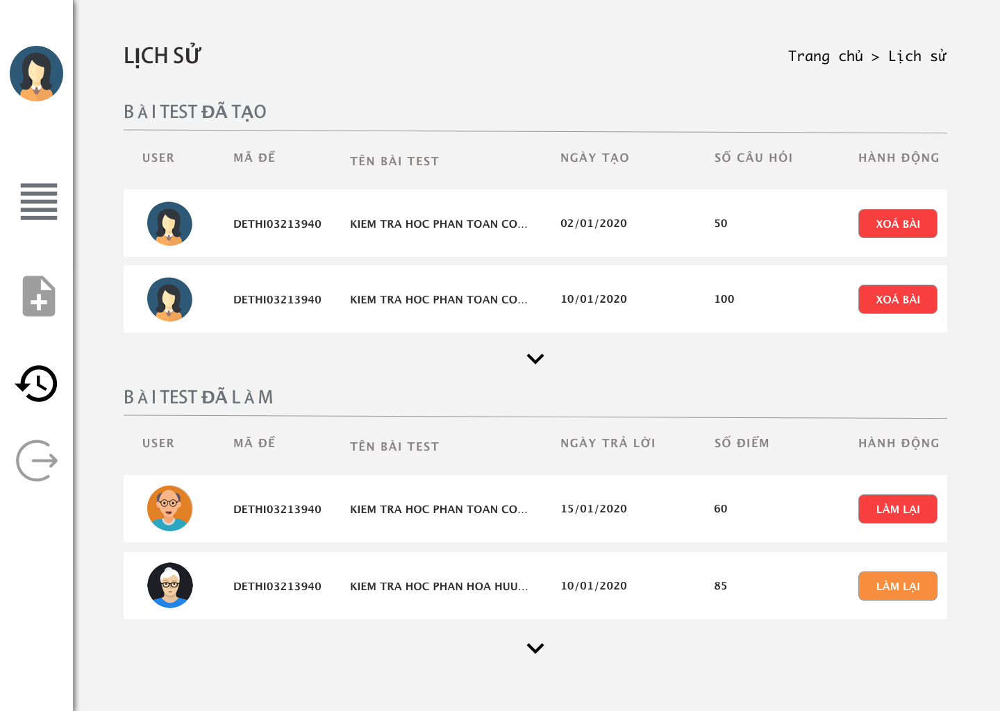 LỊCH SỬ
Trang chủ > Lịch sử
BÀI TEST ĐÃ TẠO
USER MÃ ĐỀ TÊN BÀI TEST NGÀY TẠO SỐ CÂU HỎI HÀNH ĐỘNG
DETHI03213940 KIEM TRA HOC PHAN TOAN CO... 02/01/2020 50 XOÁ BÀI
DETHI03213940 KIEM TRA HOC PHAN TOAN CO... 10/01/2020 100 XOÁ BÀI
BÀI TEST ĐÃ LÀM
USER MÃ ĐỀ TÊN BÀI TEST NGÀY TRẢ LỜI SỐ ĐIỂM HÀNH ĐỘNG
DETHI03213940 KIEM TRA HOC PHAN TOAN CO... 15/01/2020 60 LÀM LẠI
DETHI03213940 KIEM TRA HOC PHAN HOA HUU... 10/01/2020 85 LÀM LẠI